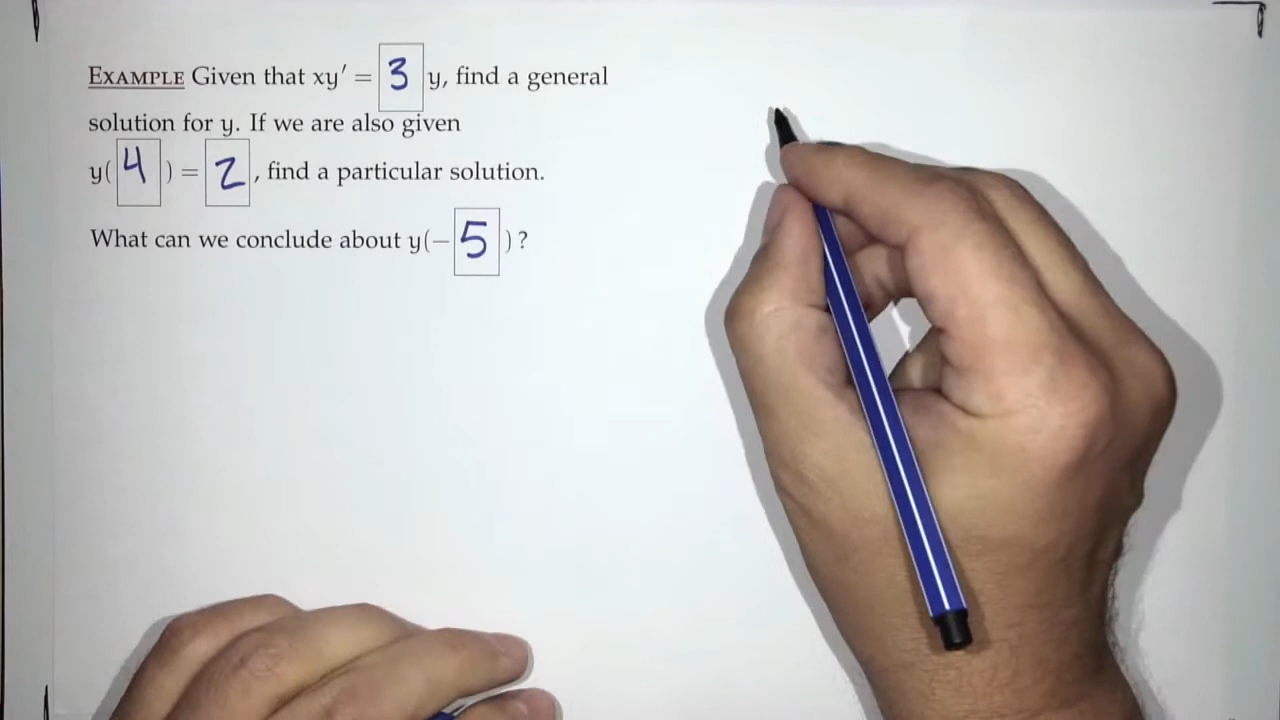 EXAMPLE Given that xy′ = 3 y, find a general
solution for y. If we are also given
y( 4 ) = 2 , find a particular solution.
What can we conclude about y(− 5 ) ?